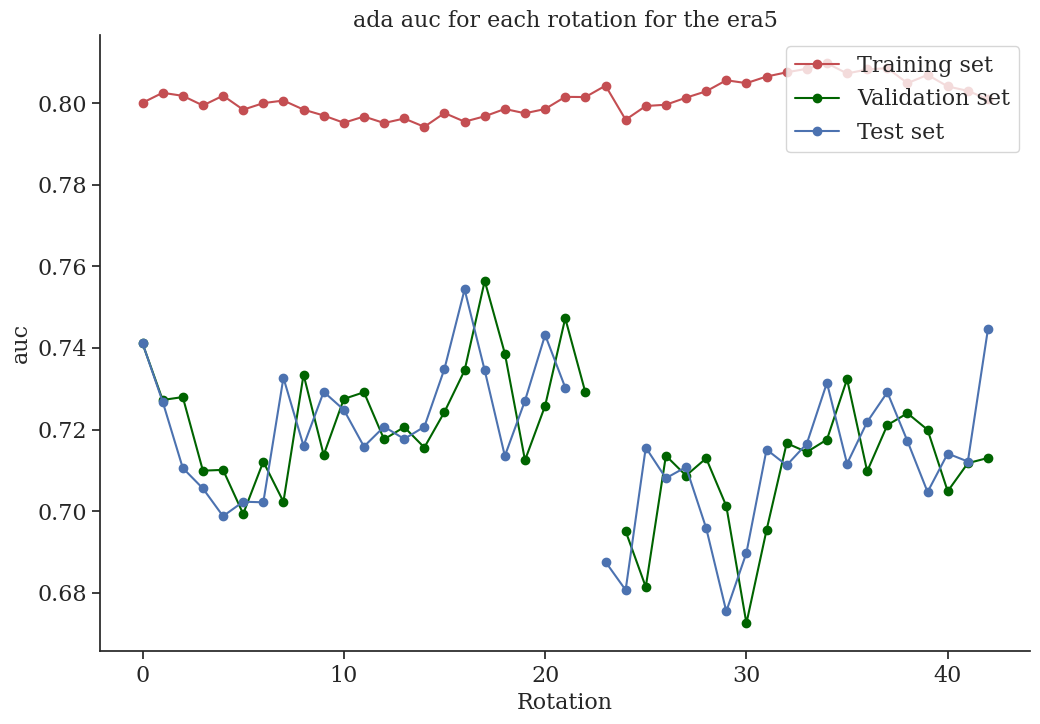 ada auc for each rotation for the era5
Training set
Validation set
Test set
auc
0.80
0.78
0.76
0.74
0.72
0.70
0.68
0
10
20
30
40
Rotation